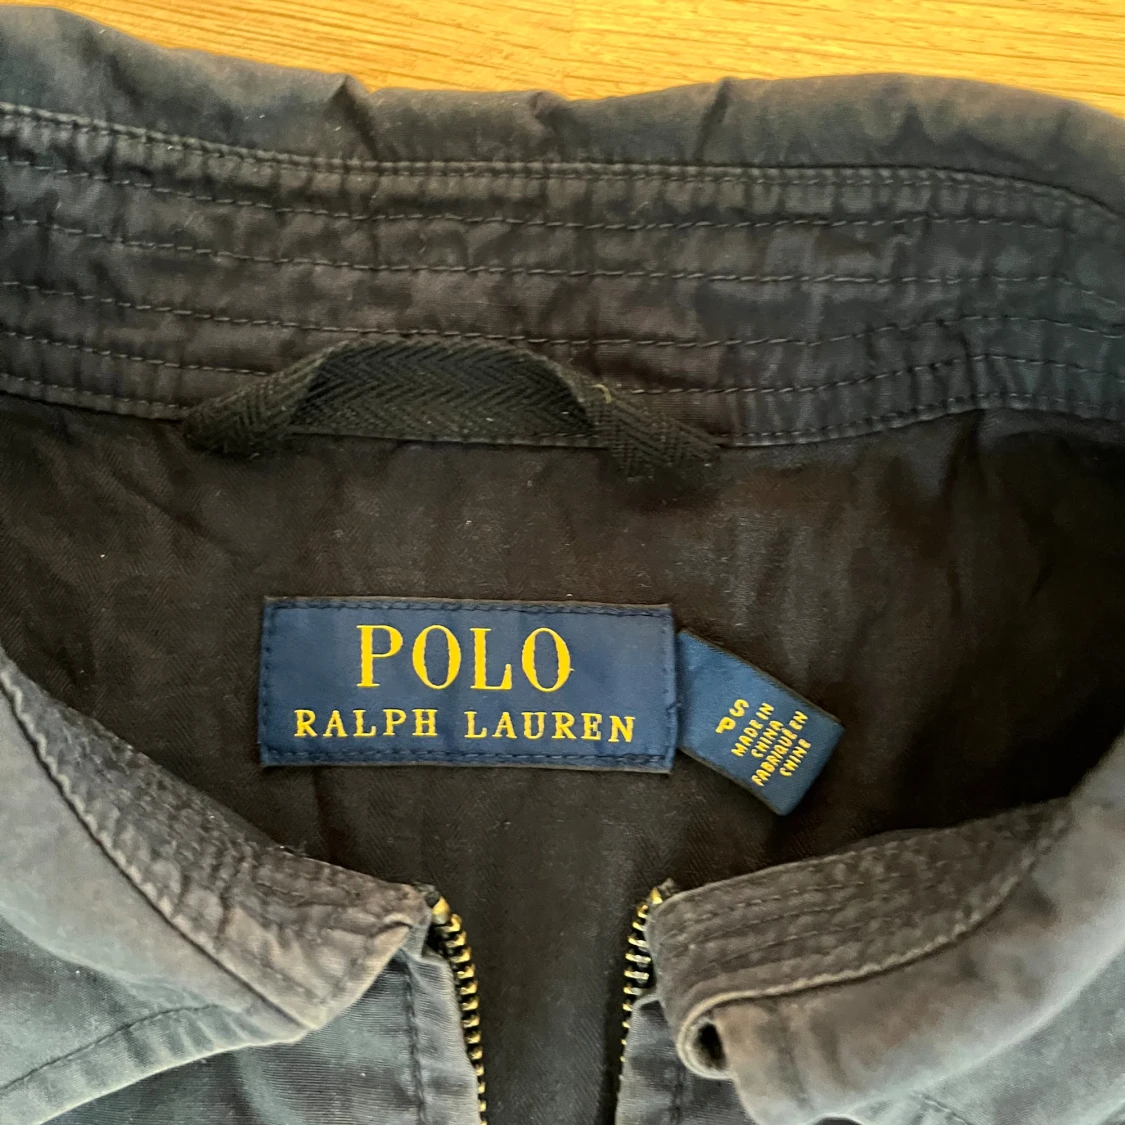 POLO
RALPH LAUREN
S
P
MADE IN
CHINA
FABRIQUÉ EN
CHINE